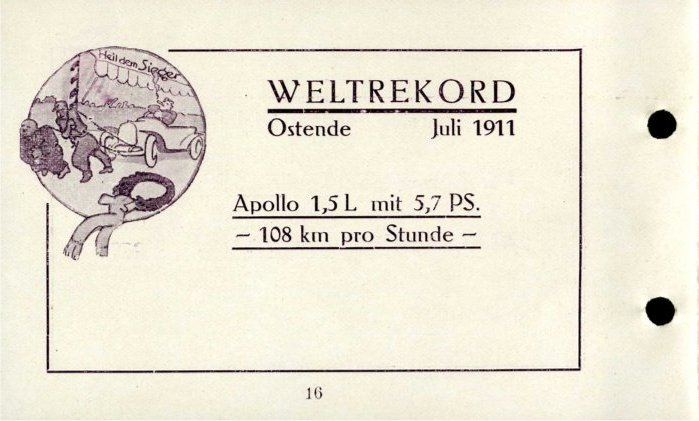 Heil dem Sieger
WELTREKORD
Ostende Juli 1911
Apollo 1,5 L mit 5,7 PS.
– 108 km pro Stunde –
16